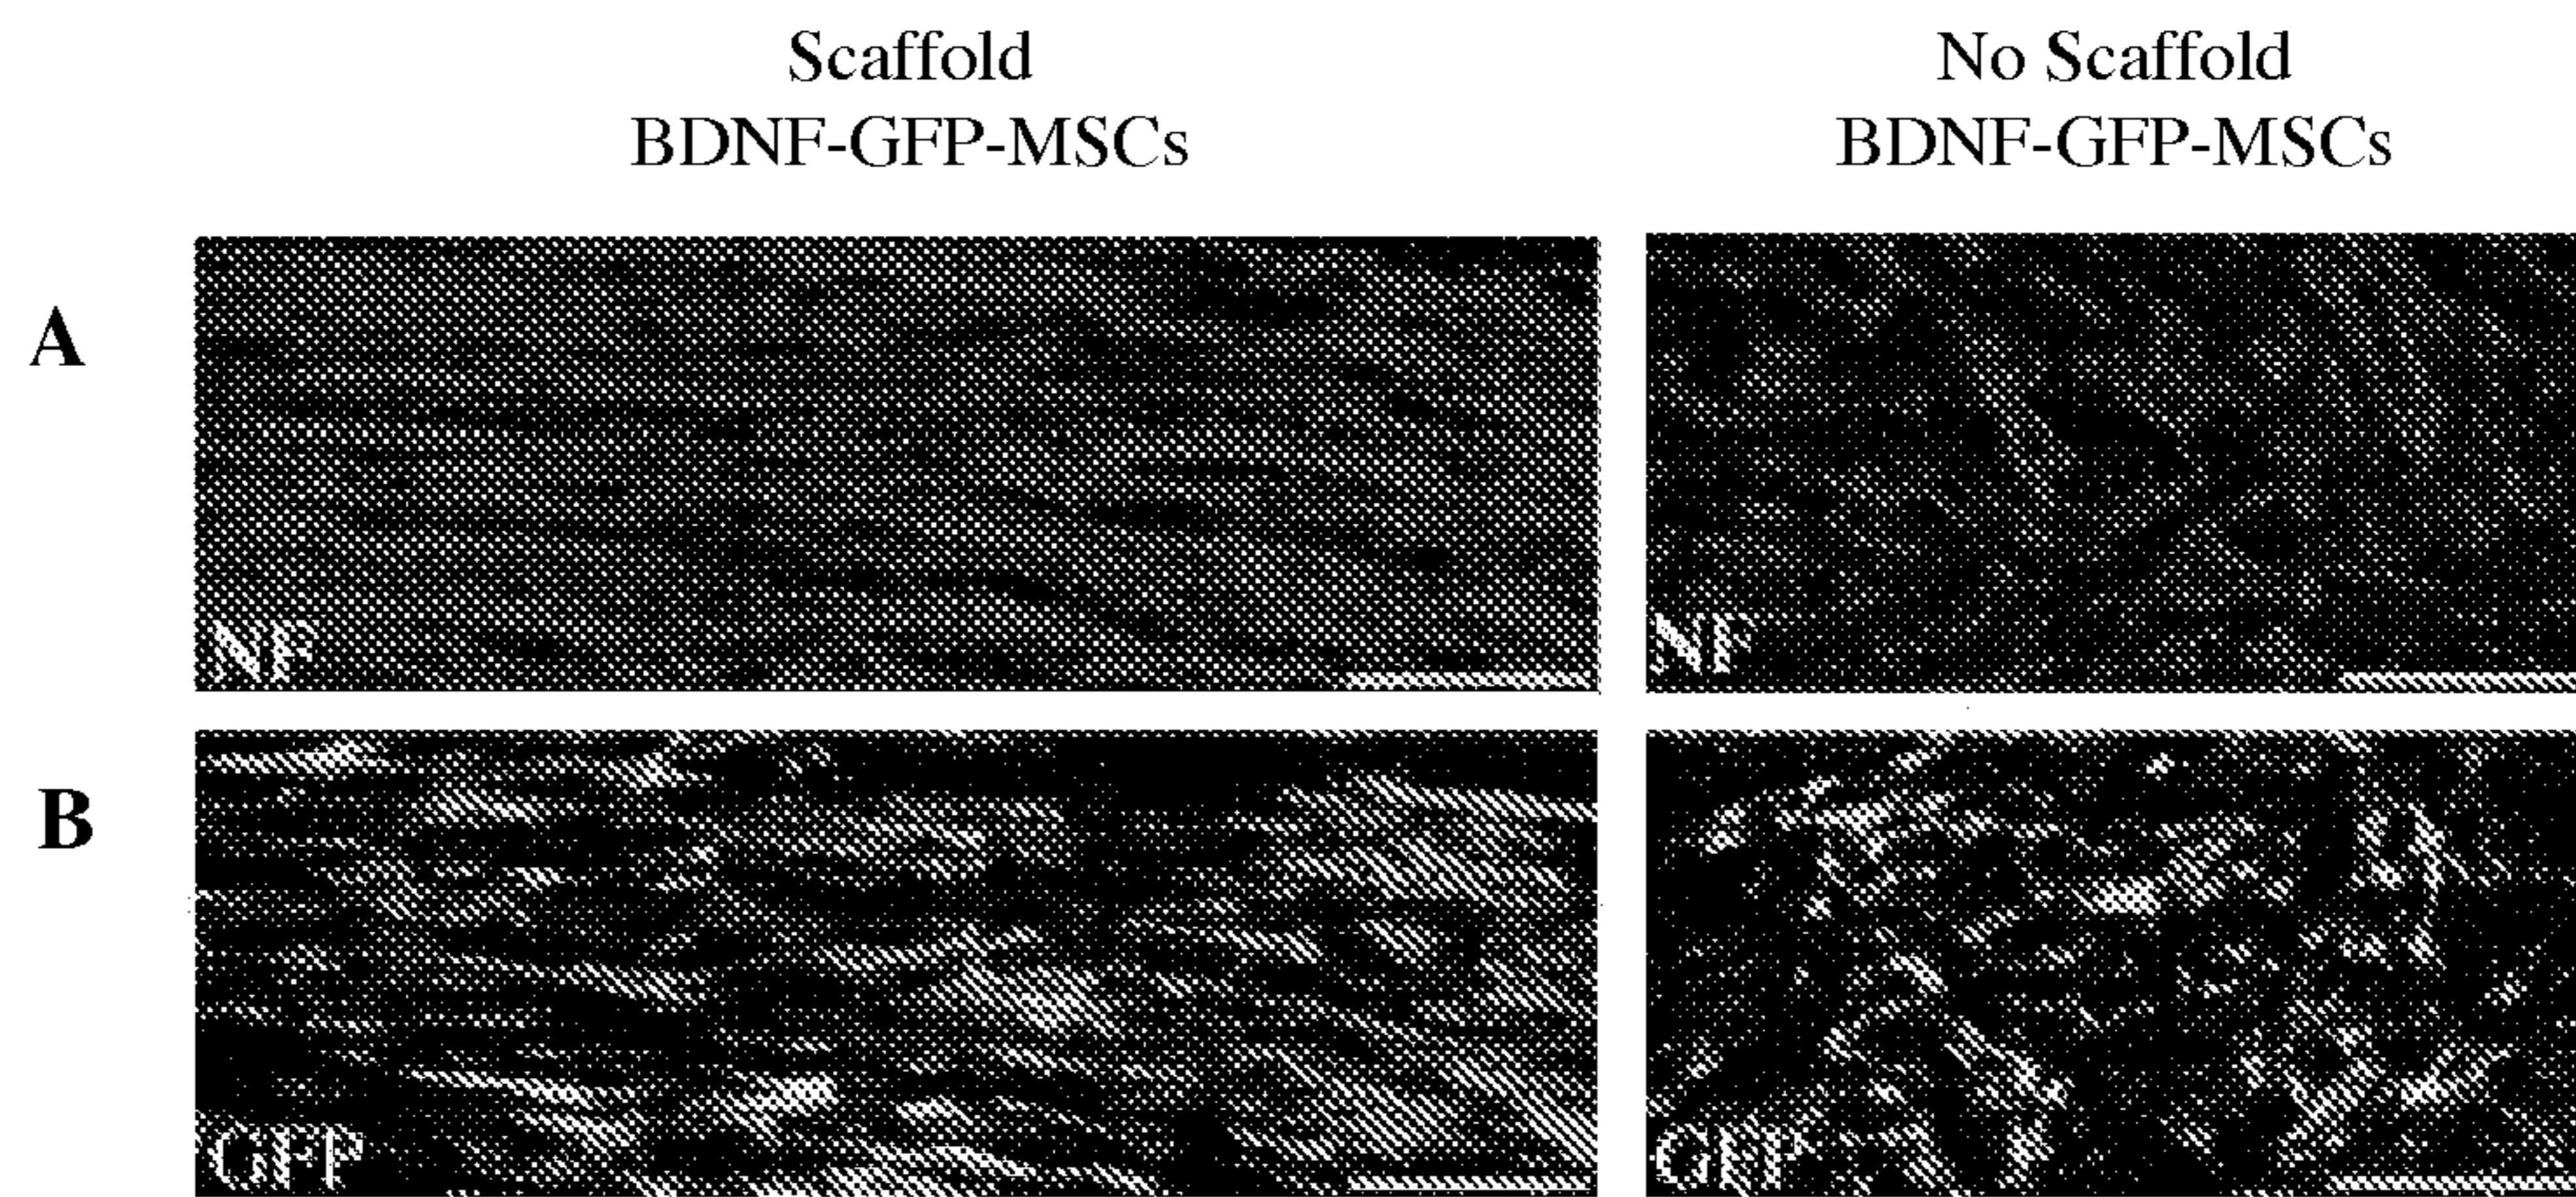 Scaffold
BDNF-GFP-MSCs
No Scaffold
BDNF-GFP-MSCs
A
NF
NF
B
GFP
GFP